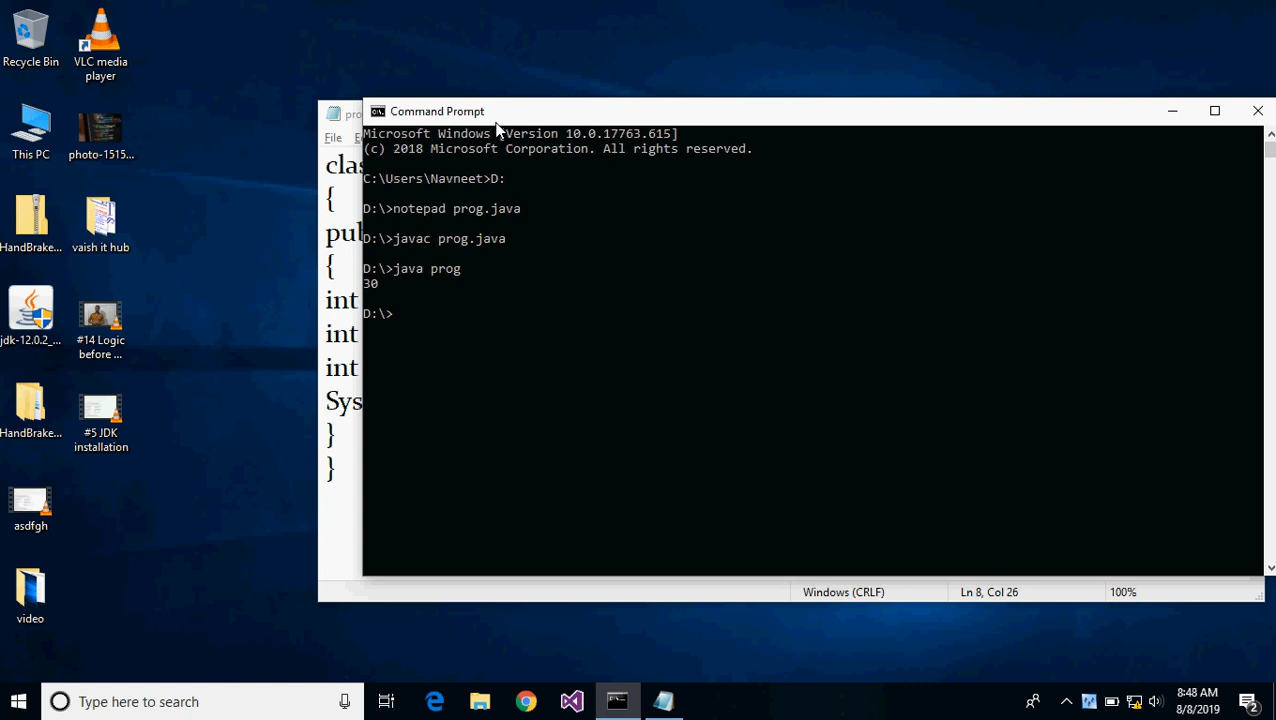 Recycle Bin
VLC media
player
This PC
photo-1515...
HandBrake...
vaish it hub
jdk-12.0.2_...
#14 Logic
before ...
HandBrake...
#5 JDK
installation
asdfgh
video
pro
File
clas
{
pub
{
int
int
int
Sys
}
}
Windows (CRLF)
Ln 8, Col 26
100%
Command Prompt
Microsoft Windows [Version 10.0.17763.615]
(c) 2018 Microsoft Corporation. All rights reserved.
C:\Users\Navneet>D:
D:\>notepad prog.java
D:\>javac prog.java
D:\>java prog
30
D:\>
Type here to search
8:48 AM
8/8/2019
2